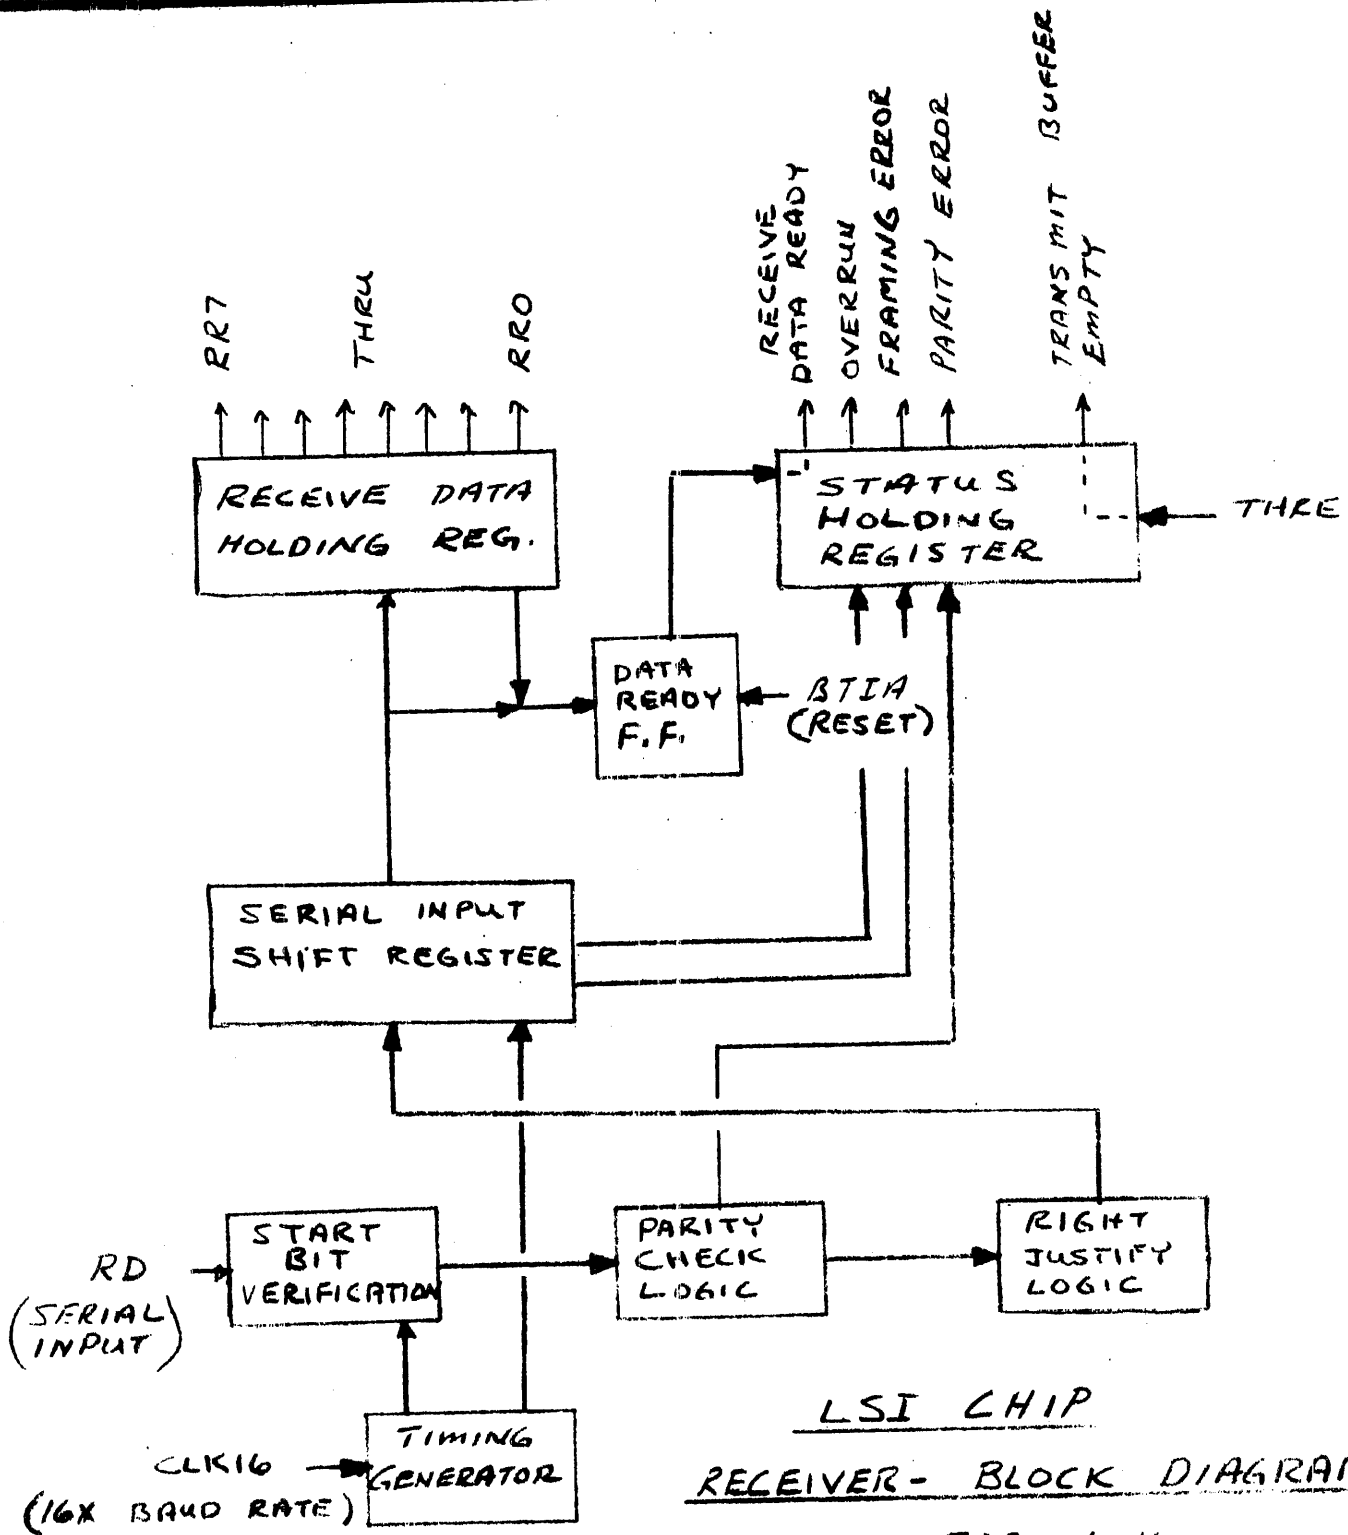 TRANSMIT BUFFER
EMPTY
RECEIVE
DATA READY
OVERRUN
FRAMING ERROR
PARITY ERROR
RR7
THRU
RR0
RECEIVE DATA
HOLDING REG.
STATUS
HOLDING
REGISTER
THRE
DATA
READY
F.F.
BTIA
(RESET)
SERIAL INPUT
SHIFT REGISTER
RD
(SERIAL
INPUT)
START
BIT
VERIFICATION
PARITY
CHECK
LOGIC
RIGHT
JUSTIFY
LOGIC
CLK16
(16X BAUD RATE)
TIMING
GENERATOR
LSI CHIP
RECEIVER - BLOCK DIAGRAM